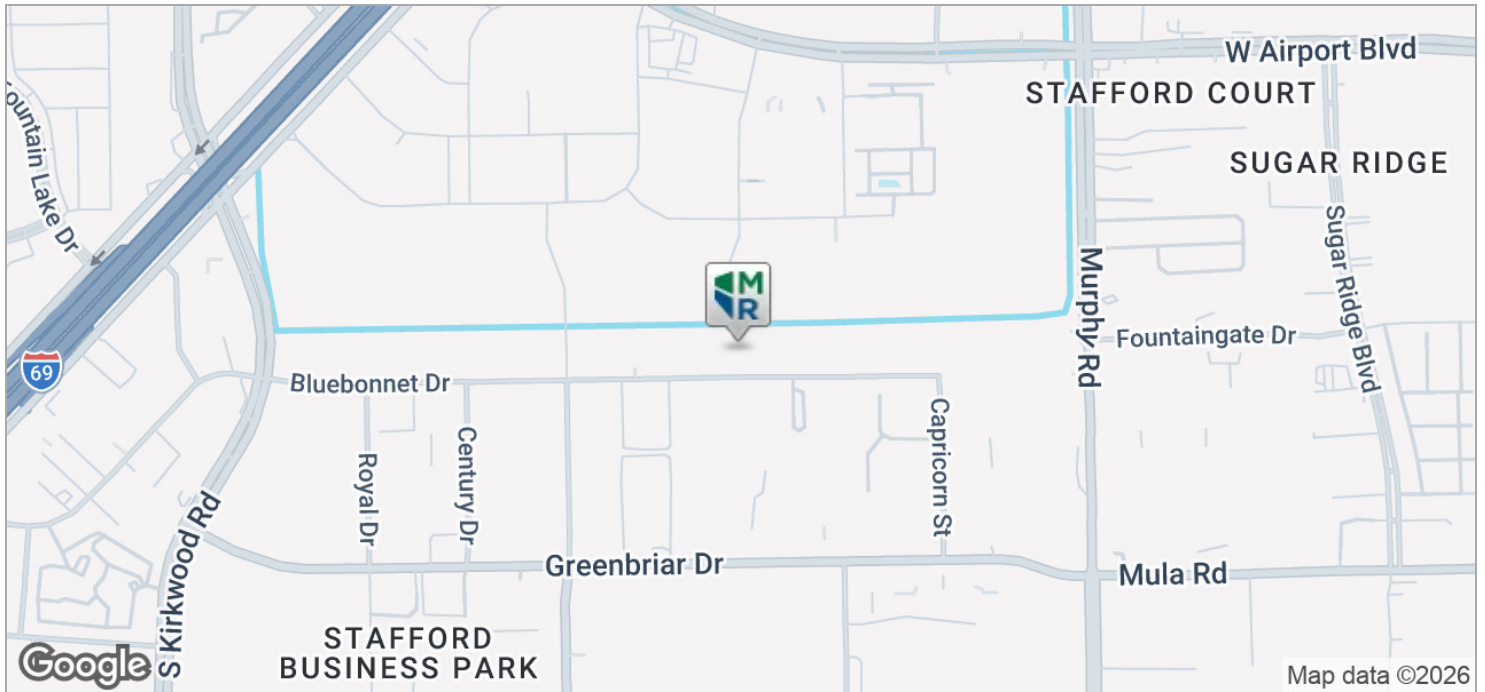 W Airport Blvd
STAFFORD COURT
SUGAR RIDGE
Fountain Lake Dr
Sugar Ridge Blvd
M
R
Murphy Rd
Fountaingate Dr
69
Bluebonnet Dr
Capricorn St
Century Dr
Royal Dr
S Kirkwood Rd
Greenbriar Dr
Mula Rd
STAFFORD
BUSINESS PARK
Google
Map data ©2026